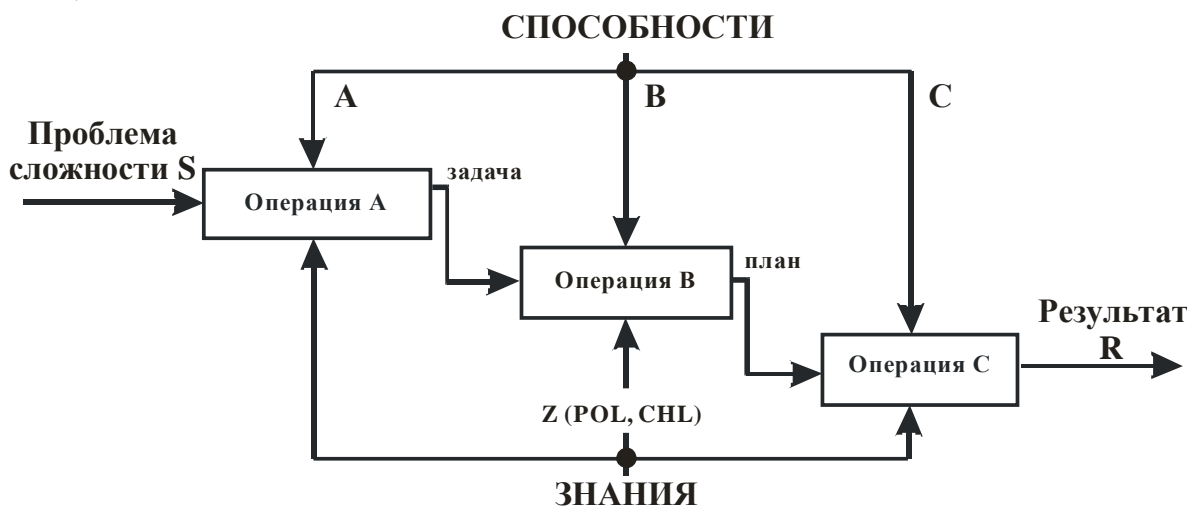 СПОСОБНОСТИ
A
B
C
Проблема
сложности S
задача
Операция A
план
Операция B
Результат
R
Операция C
Z (POL, CHL)
ЗНАНИЯ